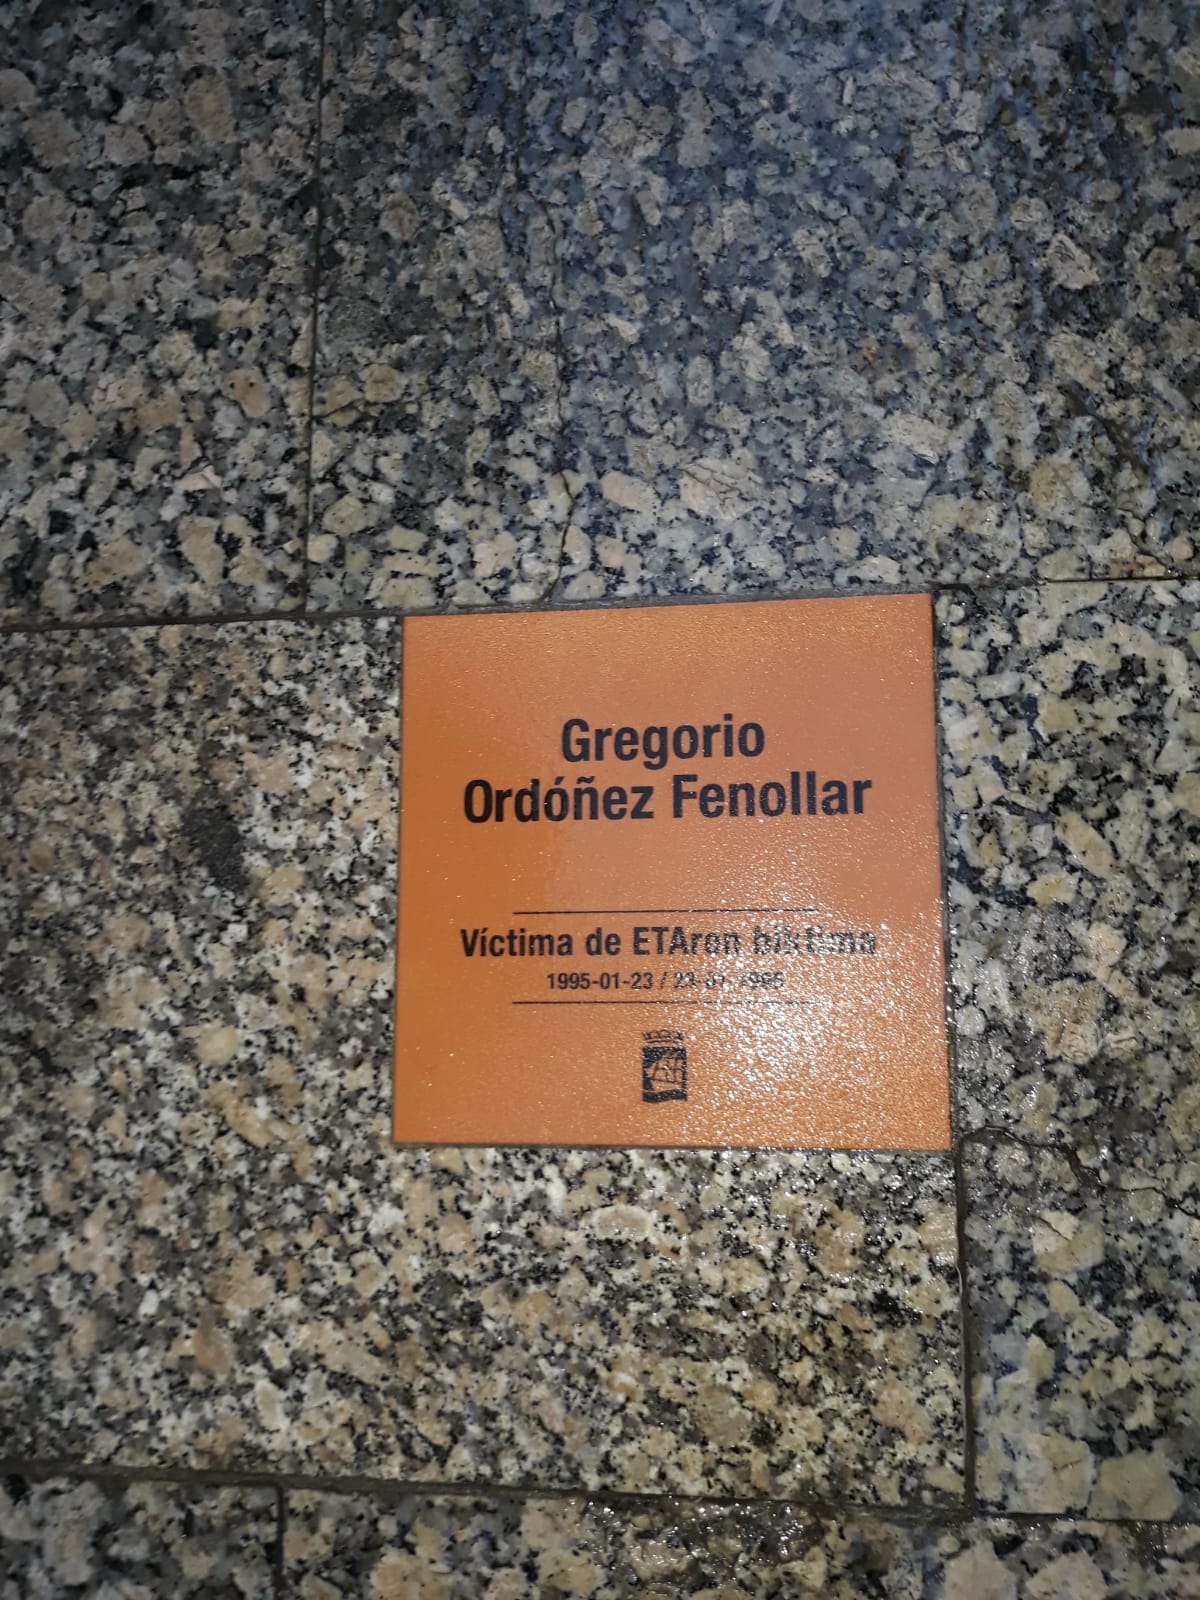 Gregorio
Ordóñez Fenollar
Víctima de ETAren biktima
1995-01-23 / 23-01-1995